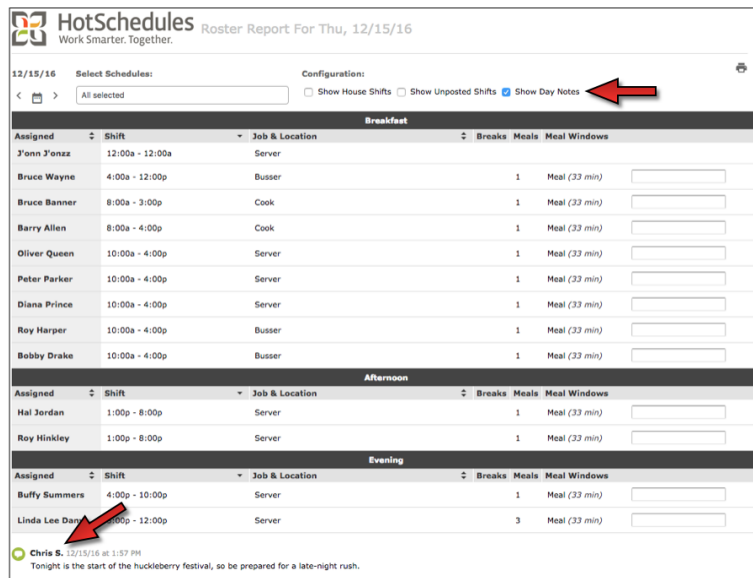 HotSchedules Roster Report For Thu, 12/15/16
Work Smarter. Together.
12/15/16 Select Schedules: Configuration:
All selected Show House Shifts Show Unposted Shifts Show Day Notes
Breakfast
Assigned Shift Job & Location Breaks Meals Meal Windows
J'onn J'onzz 12:00a - 12:00a Server
Bruce Wayne 4:00a - 12:00p Busser 1 Meal (33 min)
Bruce Banner 8:00a - 3:00p Cook 1 Meal (33 min)
Barry Allen 8:00a - 4:00p Cook 1 Meal (33 min)
Oliver Queen 10:00a - 4:00p Server 1 Meal (33 min)
Peter Parker 10:00a - 4:00p Server 1 Meal (33 min)
Diana Prince 10:00a - 4:00p Server 1 Meal (33 min)
Roy Harper 10:00a - 4:00p Busser 1 Meal (33 min)
Bobby Drake 10:00a - 4:00p Busser 1 Meal (33 min)
Afternoon
Assigned Shift Job & Location Breaks Meals Meal Windows
Hal Jordan 1:00p - 8:00p Server 1 Meal (33 min)
Roy Hinkley 1:00p - 8:00p Server 1 Meal (33 min)
Evening
Assigned Shift Job & Location Breaks Meals Meal Windows
Buffy Summers 4:00p - 10:00p Server 1 Meal (33 min)
Linda Lee - 12:00p Server 3 Meal (33 min)
Chris S. 12/15/16 at 1:57 PM
Tonight is the start of the huckleberry festival, so be prepared for a late-night rush.